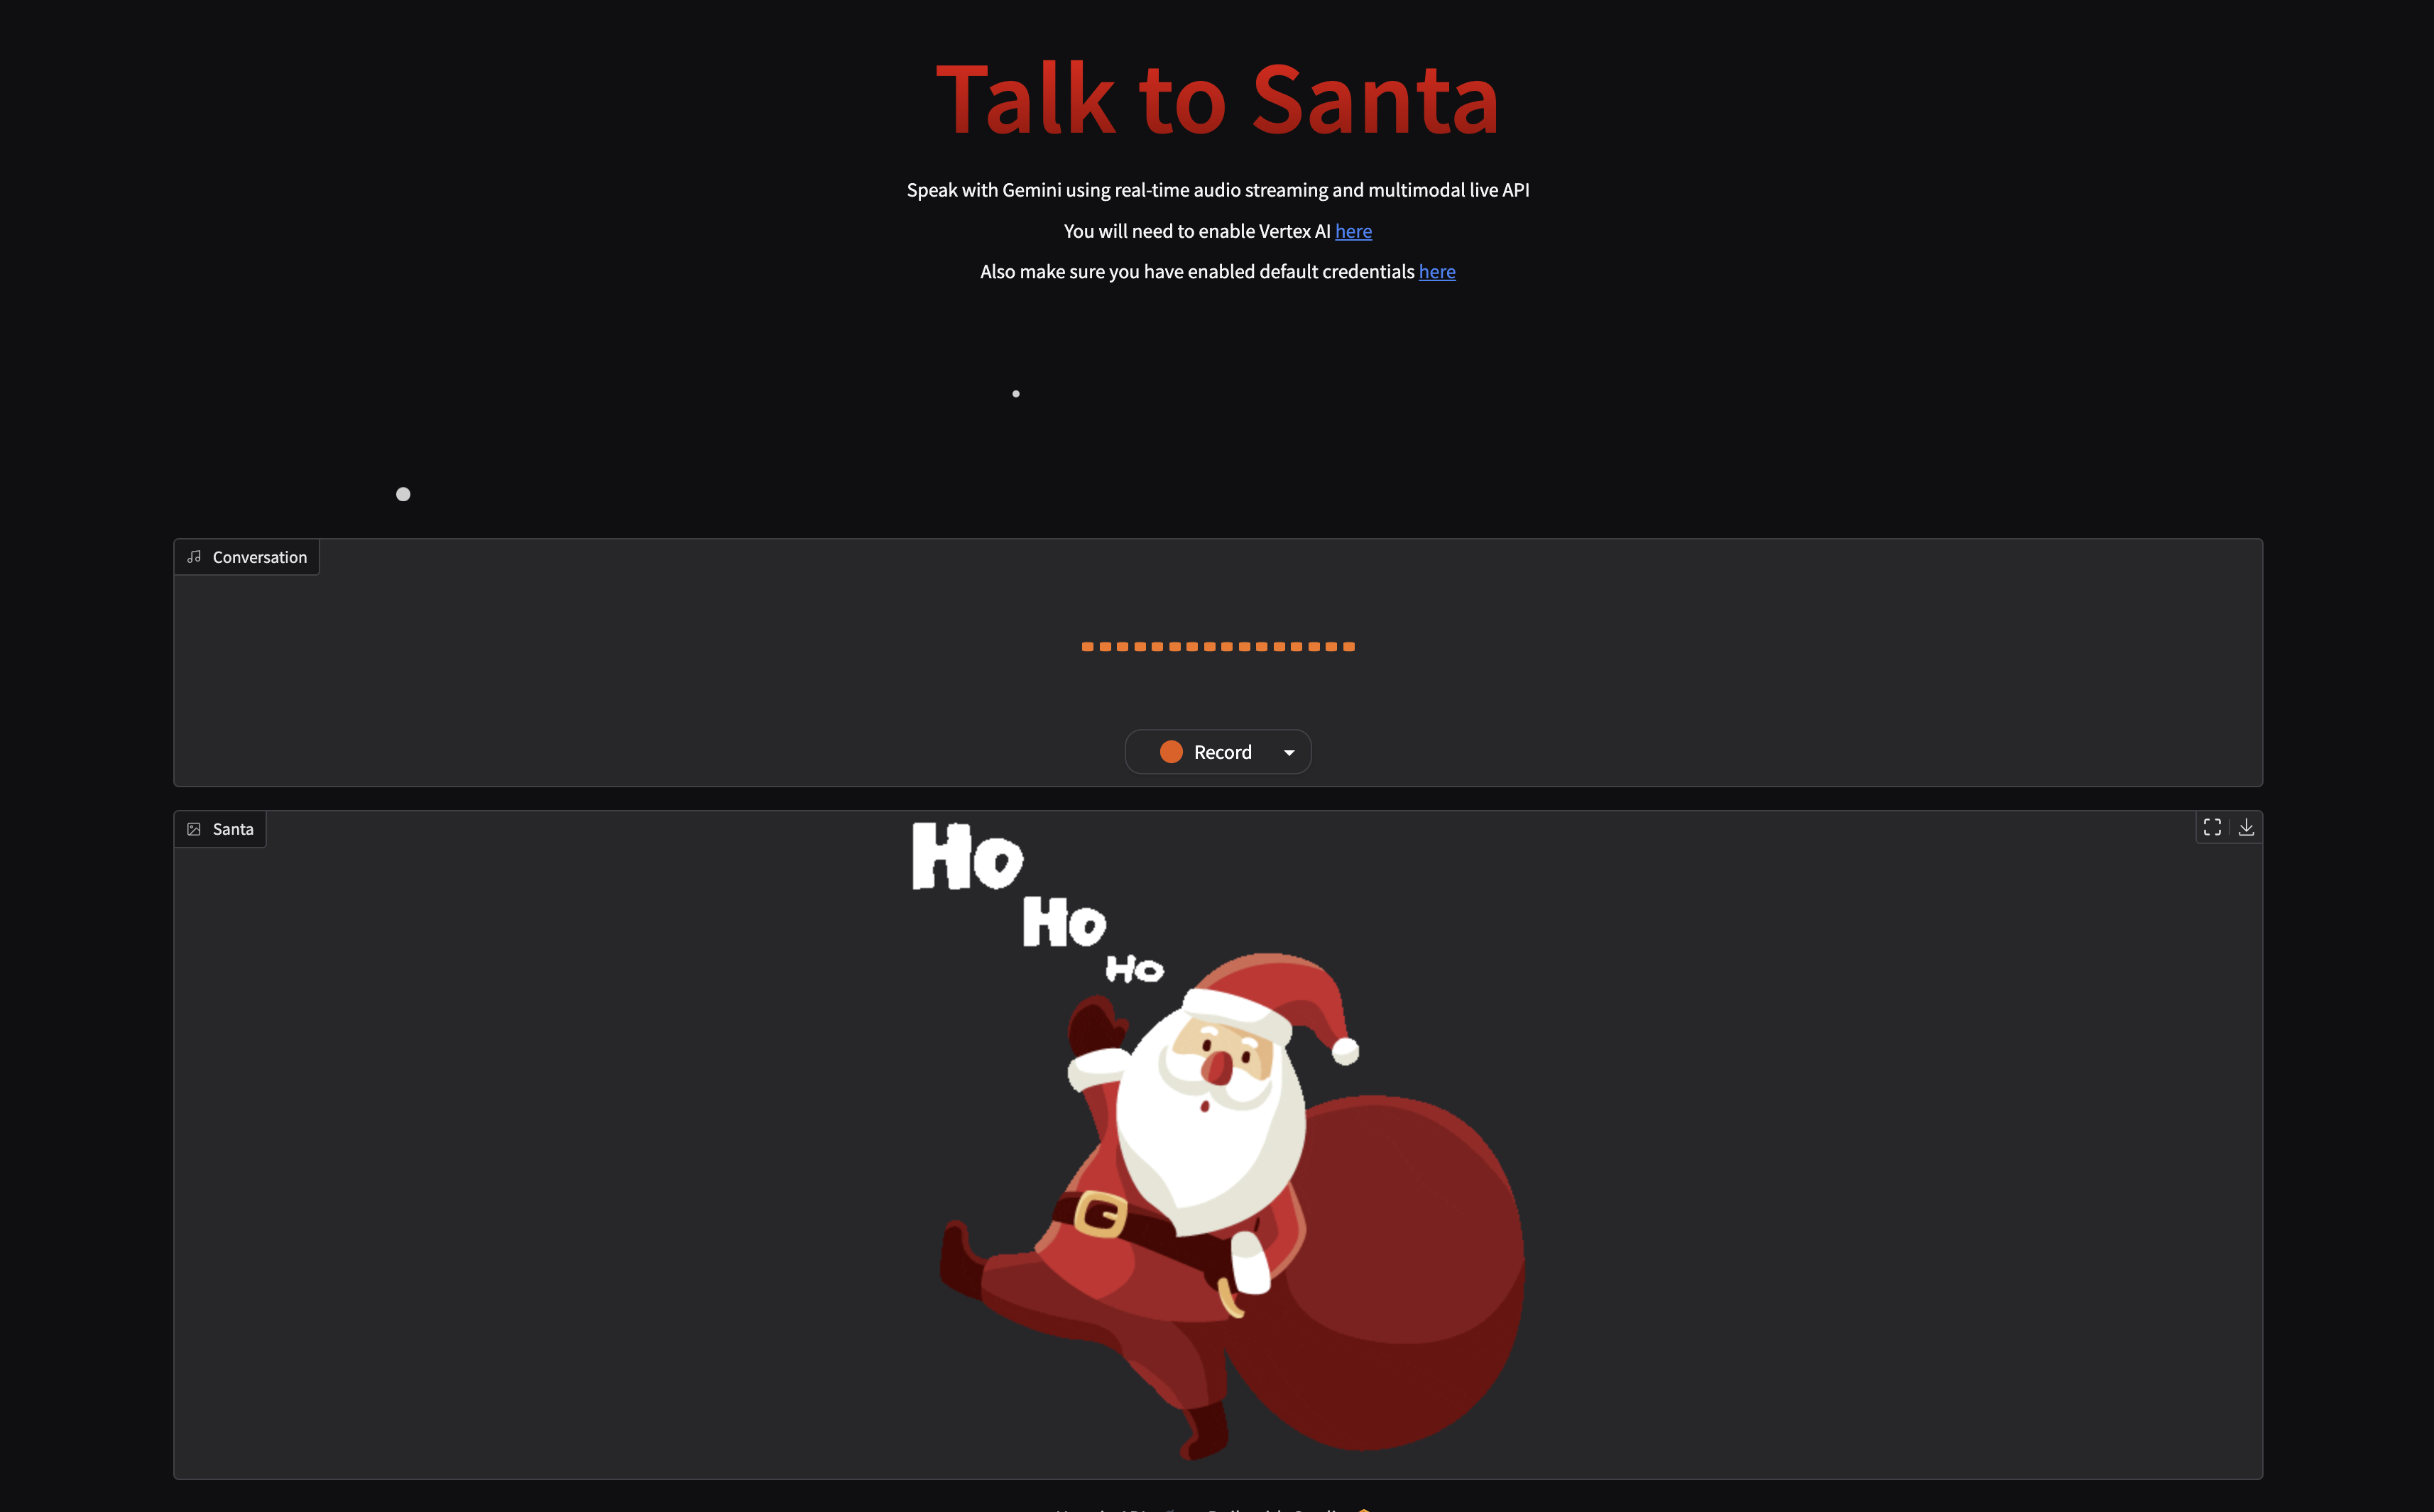 Talk to Santa
Speak with Gemini using real-time audio streaming and multimodal live API
You will need to enable Vertex AI here
Also make sure you have enabled default credentials here
Conversation
Record
Santa
Ho
Ho
Ho